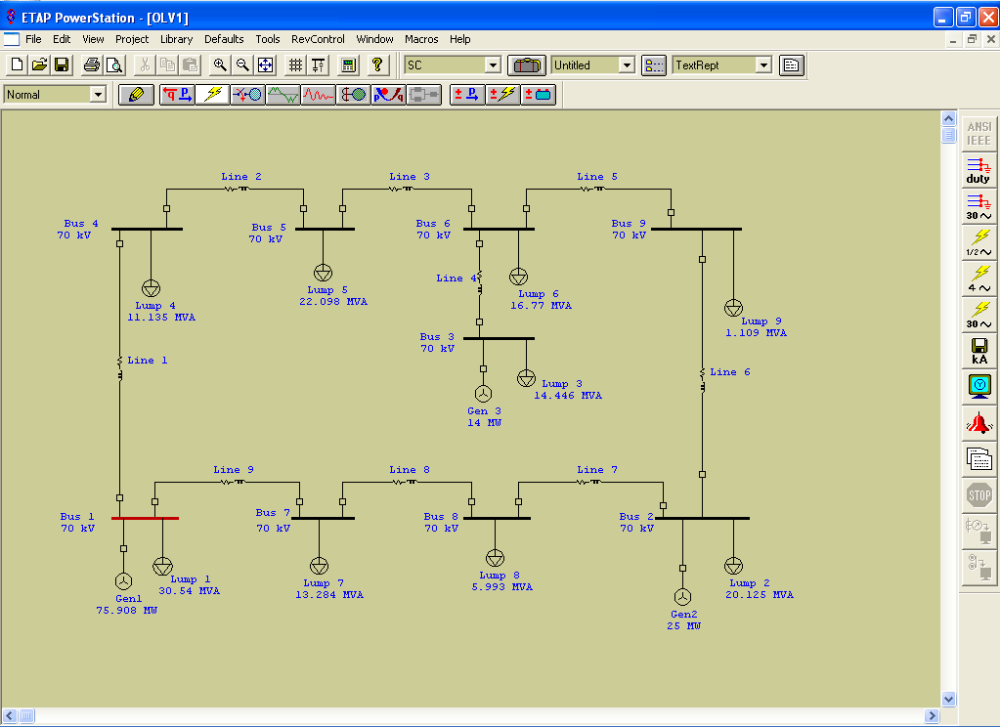 ETAP PowerStation - [OLV1]
File Edit View Project Library Defaults Tools RevControl Window Macros Help
SC Untitled TextRept
Normal
ANSI
IEEE
duty
30
1/2
4
30
kA
STOP
Line 2 Line 3 Line 5
Bus 4
70 kV
Bus 5
70 kV
Bus 6
70 kV
Bus 9
70 kV
Lump 4
11.135 MVA
Lump 5
22.098 MVA
Line 4
Lump 6
16.77 MVA
Lump 9
1.109 MVA
Bus 3
70 kV
Line 1
Line 6
Lump 3
14.446 MVA
Gen 3
14 MW
Line 9 Line 8 Line 7
Bus 1
70 kV
Bus 7
70 kV
Bus 8
70 kV
Bus 2
70 kV
Lump 1
30.54 MVA
Gen1
75.908 MW
Lump 7
13.284 MVA
Lump 8
5.993 MVA
Lump 2
20.125 MVA
Gen2
25 MW